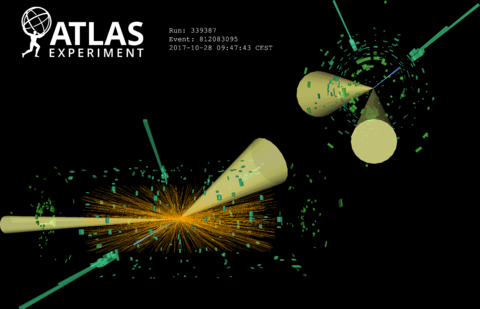 ATLAS
EXPERIMENT
Run: 339387
Event: 812083095
2017-10-28 09:47:43 CEST